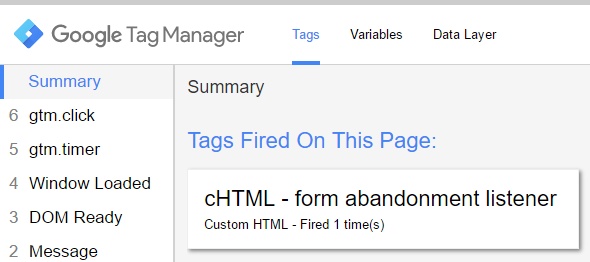 Google Tag Manager
Tags Variables Data Layer
Summary
6 gtm.click
5 gtm.timer
4 Window Loaded
3 DOM Ready
2 Message
Summary
Tags Fired On This Page:
cHTML - form abandonment listener
Custom HTML - Fired 1 time(s)